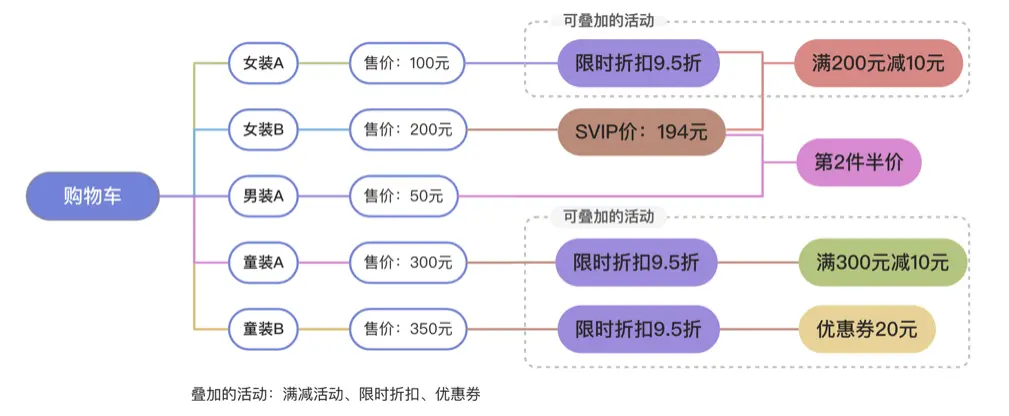 可叠加的活动
女装A 售价：100元 限时折扣9.5折 满200元减10元
女装B 售价：200元 SVIP价：194元
第2件半价
购物车 男装A 售价：50元
可叠加的活动
童装A 售价：300元 限时折扣9.5折 满300元减10元
童装B 售价：350元 限时折扣9.5折 优惠券20元
叠加的活动：满减活动、限时折扣、优惠券